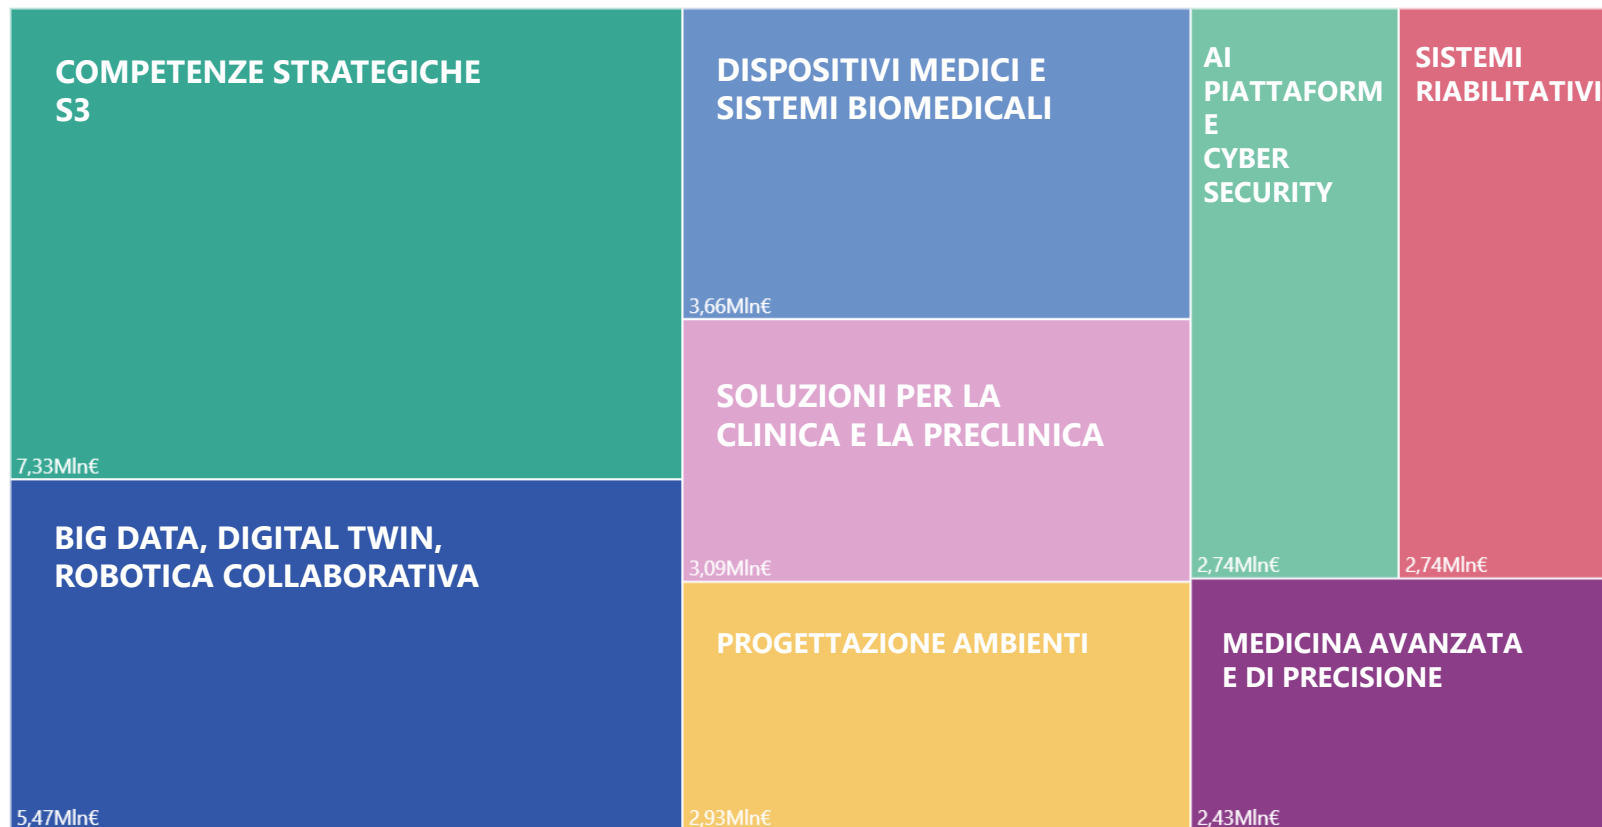 COMPETENZE STRATEGICHE
S3
7,33Mln€
BIG DATA, DIGITAL TWIN,
ROBOTICA COLLABORATIVA
5,47Mln€
DISPOSITIVI MEDICI E
SISTEMI BIOMEDICALI
3,66Mln€
SOLUZIONI PER LA
CLINICA E LA PRECLINICA
3,09Mln€
PROGETTAZIONE AMBIENTI
2,93Mln€
AI
PIATTAFORM
E
CYBER
SECURITY
2,74Mln€
SISTEMI
RIABILITATIVI
2,74Mln€
MEDICINA AVANZATA
E DI PRECISIONE
2,43Mln€